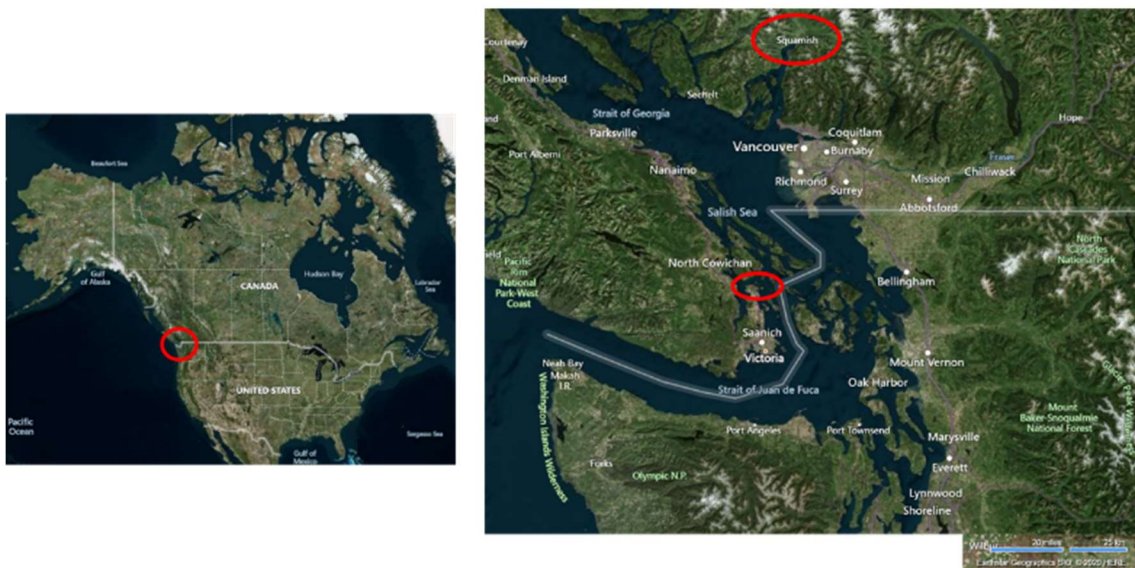 Beaufort Sea
Gulf
of Alaska
Hudson Bay
CANADA
Labrador
Sea
UNITED STATES
Pacific
Ocean
Sargasso Sea
Gulf of
Mexico
Courtenay
Squamish
Denman Island
Sechelt
Strait of Georgia
Parksville
Hope
Coquitlam
Vancouver
Burnaby
Port Alberni
Fraser
Chilliwack
Nanaimo
Richmond
Surrey
Mission
Abbotsford
Salish Sea
North
Cascades
National Park
Pacific
Rim
National
Park-West
Coast
North Cowichan
Bellingham
Saanich
Victoria
Mount Vernon
Neah Bay
Makah
I.R.
Strait of Juan de Fuca
Oak Harbor
Washington Islands Wilderness
Glacier Peak Wilderness
Mount
Baker-Snoqualmie
National Forest
Port Angeles
Port Townsend
Marysville
Forks
Olympic N.P.
Everett
Lynnwood
Shoreline
20 miles
25 km